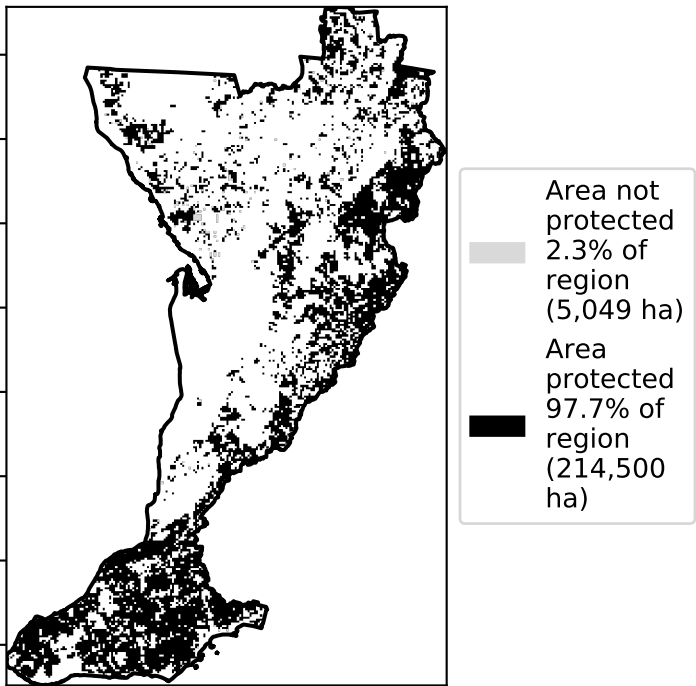 Area not
protected
2.3% of
region
(5,049 ha)
Area
protected
97.7% of
region
(214,500
ha)